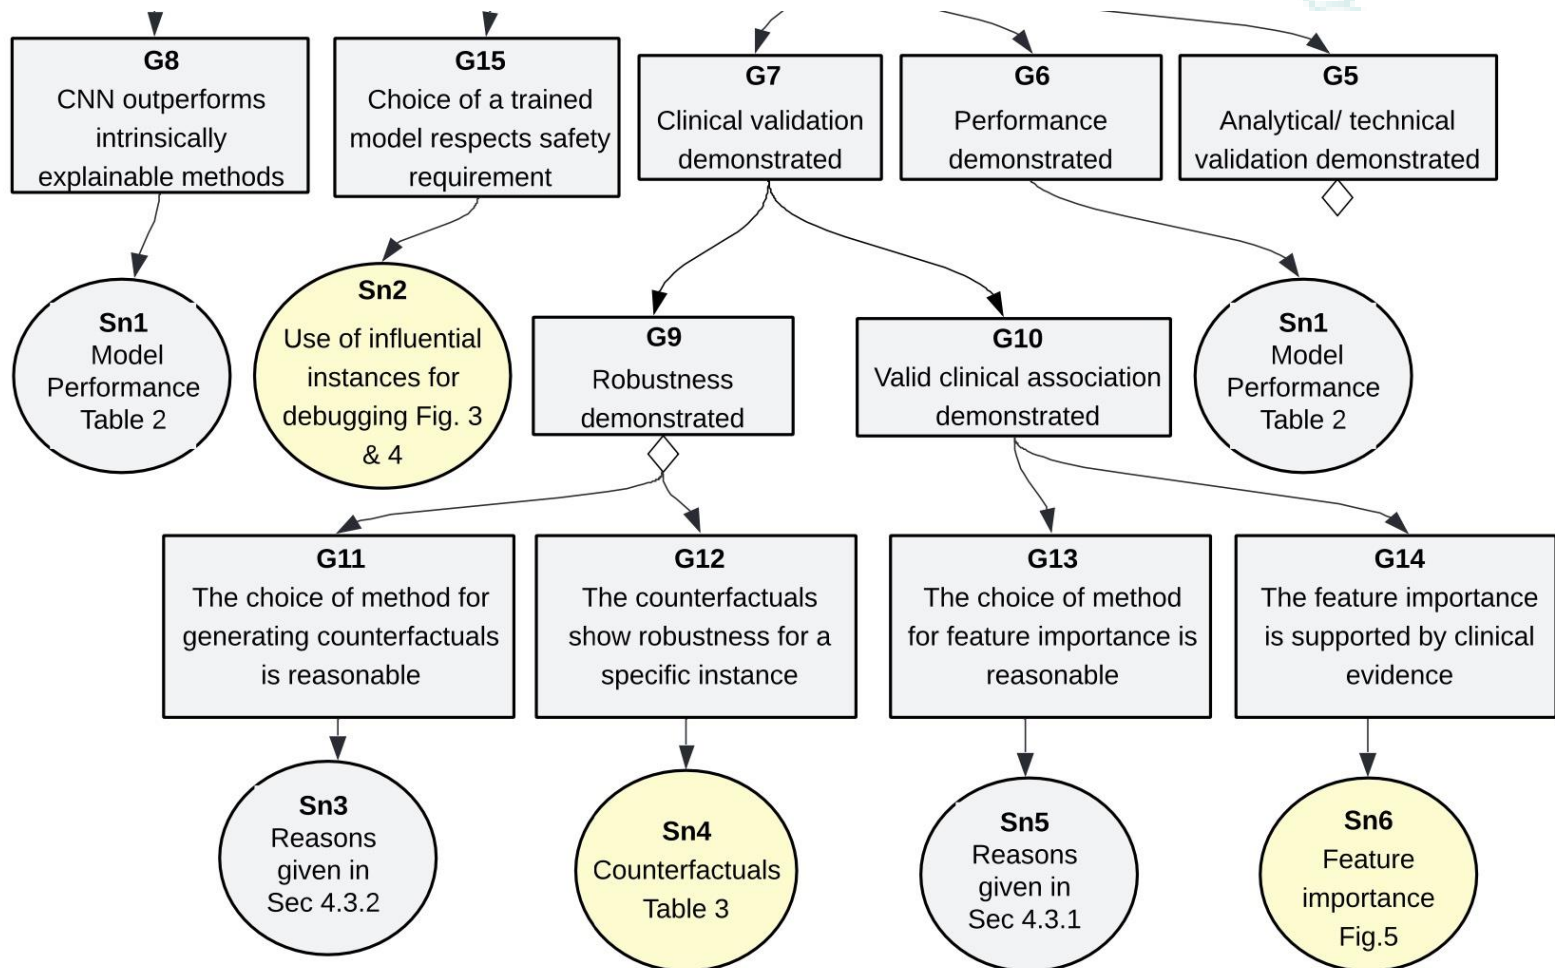 G8
CNN outperforms
intrinsically
explainable methods
G15
Choice of a trained
model respects safety
requirement
G7
Clinical validation
demonstrated
G6
Performance
demonstrated
G5
Analytical/ technical
validation demonstrated
Sn1
Model
Performance
Table 2
Sn2
Use of influential
instances for
debugging Fig. 3
& 4
G9
Robustness
demonstrated
G10
Valid clinical association
demonstrated
Sn1
Model
Performance
Table 2
G11
The choice of method for
generating counterfactuals
is reasonable
G12
The counterfactuals
show robustness for a
specific instance
G13
The choice of method
for feature importance is
reasonable
G14
The feature importance
is supported by clinical
evidence
Sn3
Reasons
given in
Sec 4.3.2
Sn4
Counterfactuals
Table 3
Sn5
Reasons
given in
Sec 4.3.1
Sn6
Feature
importance
Fig.5